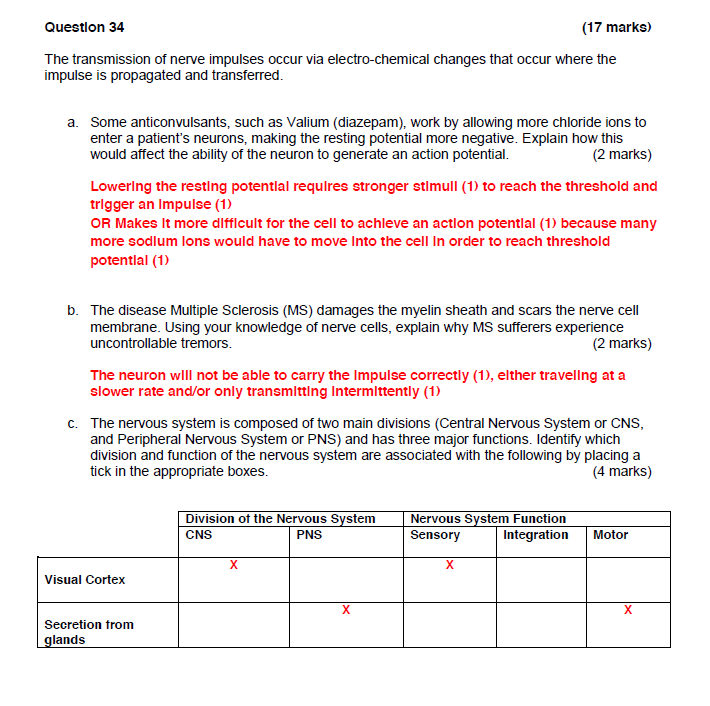 Question 34 (17 marks)
The transmission of nerve impulses occur via electro-chemical changes that occur where the
impulse is propagated and transferred.
a. Some anticonvulsants, such as Valium (diazepam), work by allowing more chloride ions to
enter a patient's neurons, making the resting potential more negative. Explain how this
would affect the ability of the neuron to generate an action potential. (2 marks)
Lowering the resting potential requires stronger stimuli (1) to reach the threshold and
trigger an impulse (1)
OR Makes it more difficult for the cell to achieve an action potential (1) because many
more sodium ions would have to move into the cell in order to reach threshold
potential (1)
b. The disease Multiple Sclerosis (MS) damages the myelin sheath and scars the nerve cell
membrane. Using your knowledge of nerve cells, explain why MS sufferers experience
uncontrollable tremors. (2 marks)
The neuron will not be able to carry the impulse correctly (1), either traveling at a
slower rate and/or only transmitting intermittently (1)
c. The nervous system is composed of two main divisions (Central Nervous System or CNS,
and Peripheral Nervous System or PNS) and has three major functions. Identify which
division and function of the nervous system are associated with the following by placing a
tick in the appropriate boxes. (4 marks)
Division of the Nervous System Nervous System Function
CNS PNS Sensory Integration Motor
X X
Visual Cortex
X X
Secretion from
glands